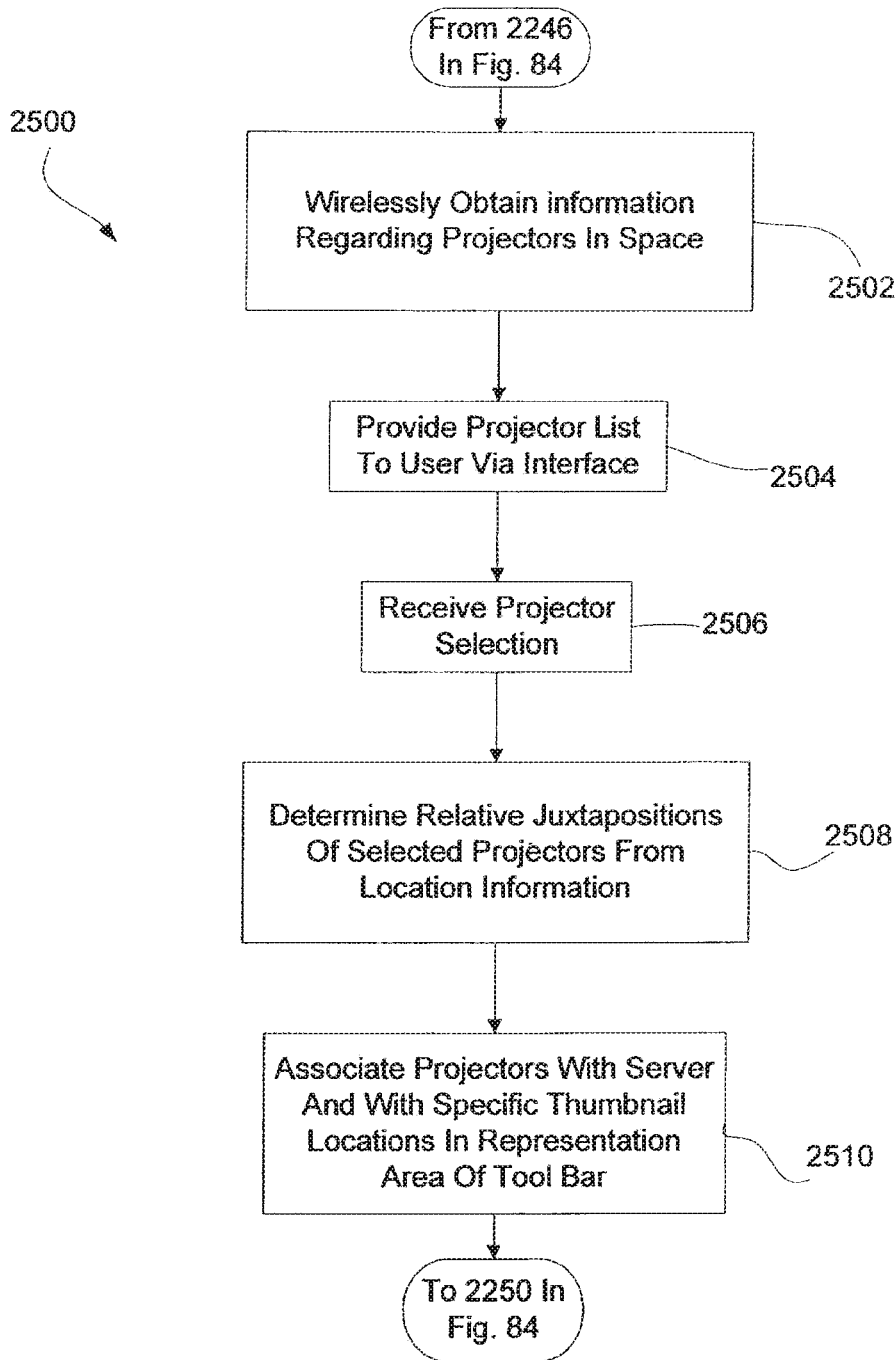 From 2246
In Fig. 84
2500
Wirelessly Obtain information
Regarding Projectors In Space
2502
Provide Projector List
To User Via Interface
2504
Receive Projector
Selection
2506
Determine Relative Juxtapositions
Of Selected Projectors From
Location Information
2508
Associate Projectors With Server
And With Specific Thumbnail
Locations In Representation
Area Of Tool Bar
2510
To 2250 In
Fig. 84